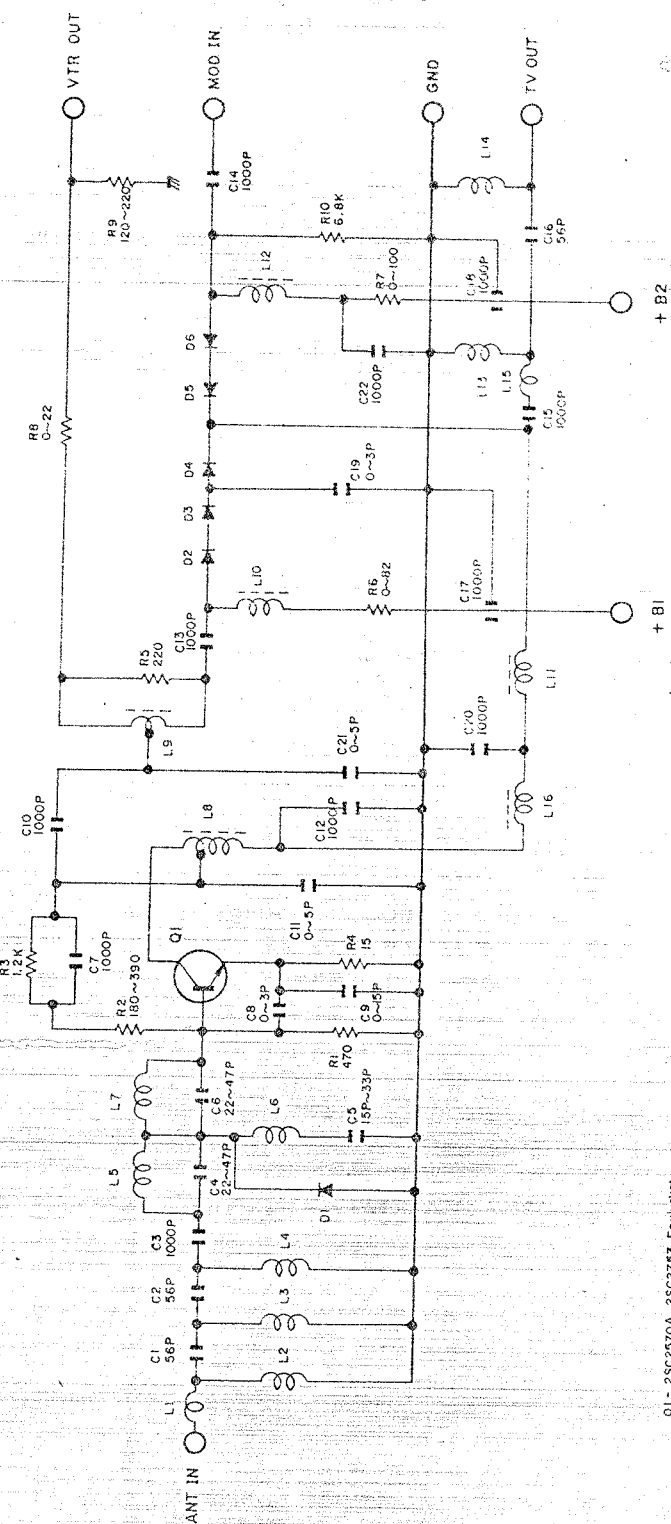 VTR OUT
MOD IN
GND
TV OUT
R9
120~220
C14
1000P
R10
6.8K
L14
L12
R7
0~100
C18
1000P
C16
56P
+ B2
D6
D5
C22
1000P
L13
L15
C15
1000P
R8
0~22
D4
D3
D2
C19
0~3P
L10
R6
0~82
C17
1000P
+ B1
C13
1000P
R5
220
L9
L11
C20
1000P
C21
0~5P
L16
C10
1000P
L8
C12
1000P
C11
0~5P
R3
1.2K
C7
1000P
Q1
R4
15
R2
180~390
C8
0~3P
C9
0~15P
R1
470
L7
C6
22~47P
L6
C5
15P~33P
L5
C4
22~47P
D1
C3
1000P
L4
C2
56P
L3
C1
56P
L2
L1
ANT IN